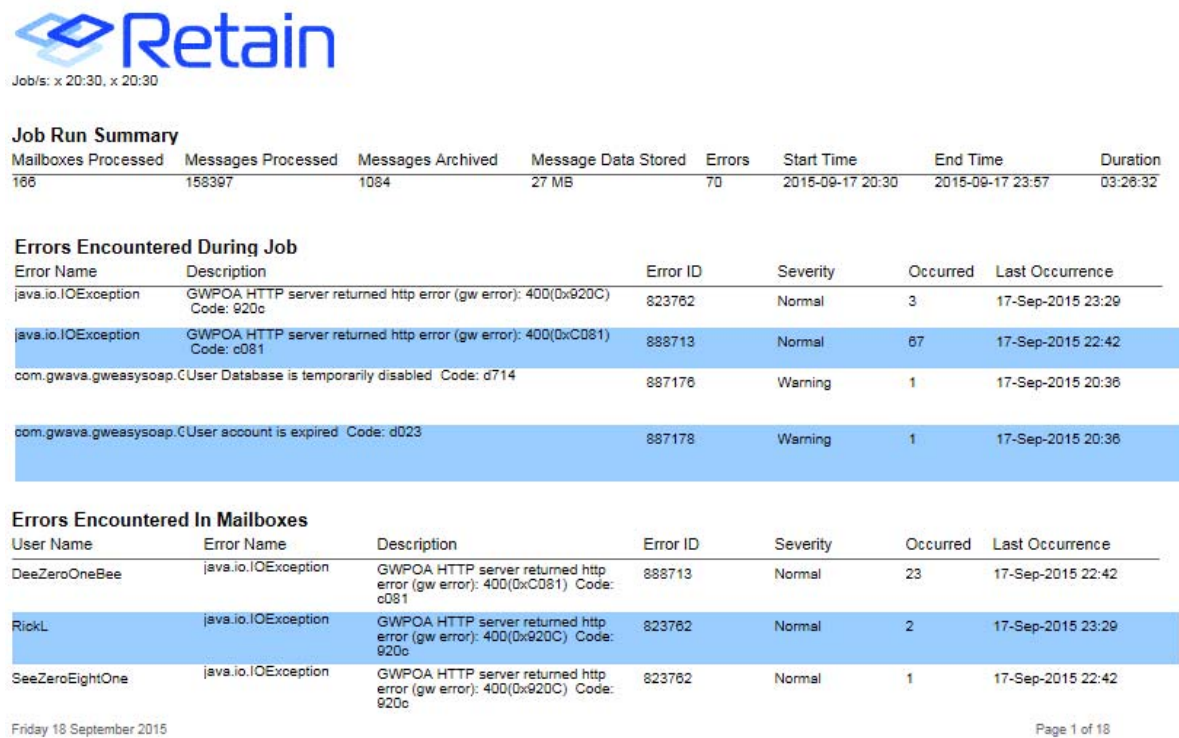 Retain
Job/s: x 20:30, x 20:30
Job Run Summary
Mailboxes Processed Messages Processed Messages Archived Message Data Stored Errors Start Time End Time Duration
166 158397 1084 27 MB 70 2015-09-17 20:30 2015-09-17 23:57 03:26:32
Errors Encountered During Job
Error Name Description Error ID Severity Occurred Last Occurrence
java.io.IOException GWPOA HTTP server returned http error (gw error): 400(0x920C)
Code: 920c 823762 Normal 3 17-Sep-2015 23:29
java.io.IOException GWPOA HTTP server returned http error (gw error): 400(0xC081)
Code: c081 888713 Normal 67 17-Sep-2015 22:42
com.gwava.gweasysoap.G User Database is temporarily disabled Code: d714
887176 Warning 1 17-Sep-2015 20:36
com.gwava.gweasysoap.G User account is expired Code: d023
887178 Warning 1 17-Sep-2015 20:36
Errors Encountered In Mailboxes
User Name Error Name Description Error ID Severity Occurred Last Occurrence
DeeZeroOneBee java.io.IOException GWPOA HTTP server returned http 888713 Normal 23 17-Sep-2015 22:42
error (gw error): 400(0xC081) Code:
c081
RickL java.io.IOException GWPOA HTTP server returned http 823762 Normal 2 17-Sep-2015 23:29
error (gw error): 400(0x920C) Code:
920c
SeeZeroEightOne java.io.IOException GWPOA HTTP server returned http 823762 Normal 1 17-Sep-2015 22:42
error (gw error): 400(0x920C) Code:
920c
Friday 18 September 2015 Page 1 of 18